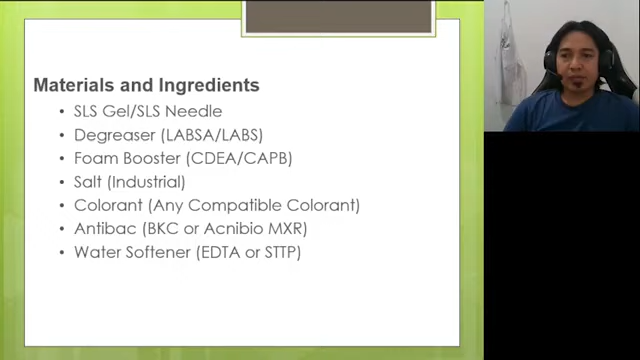 Materials and Ingredients
• SLS Gel/SLS Needle
• Degreaser (LABSA/LABS)
• Foam Booster (CDEA/CAPB)
• Salt (Industrial)
• Colorant (Any Compatible Colorant)
• Antibac (BKC or Acnibio MXR)
• Water Softener (EDTA or STTP)